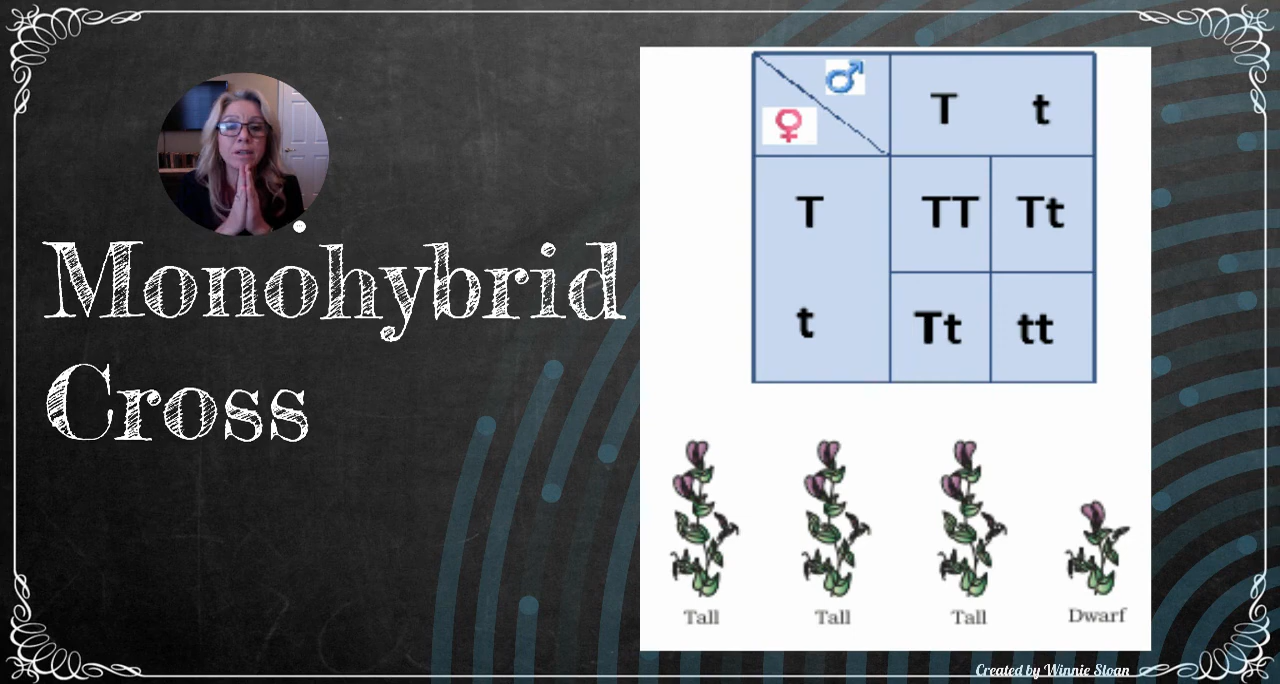 Monohybrid
Cross
♂
♀
T t
T TT Tt
t Tt tt
Tall Tall Tall Dwarf
Created by Winnie Sloan